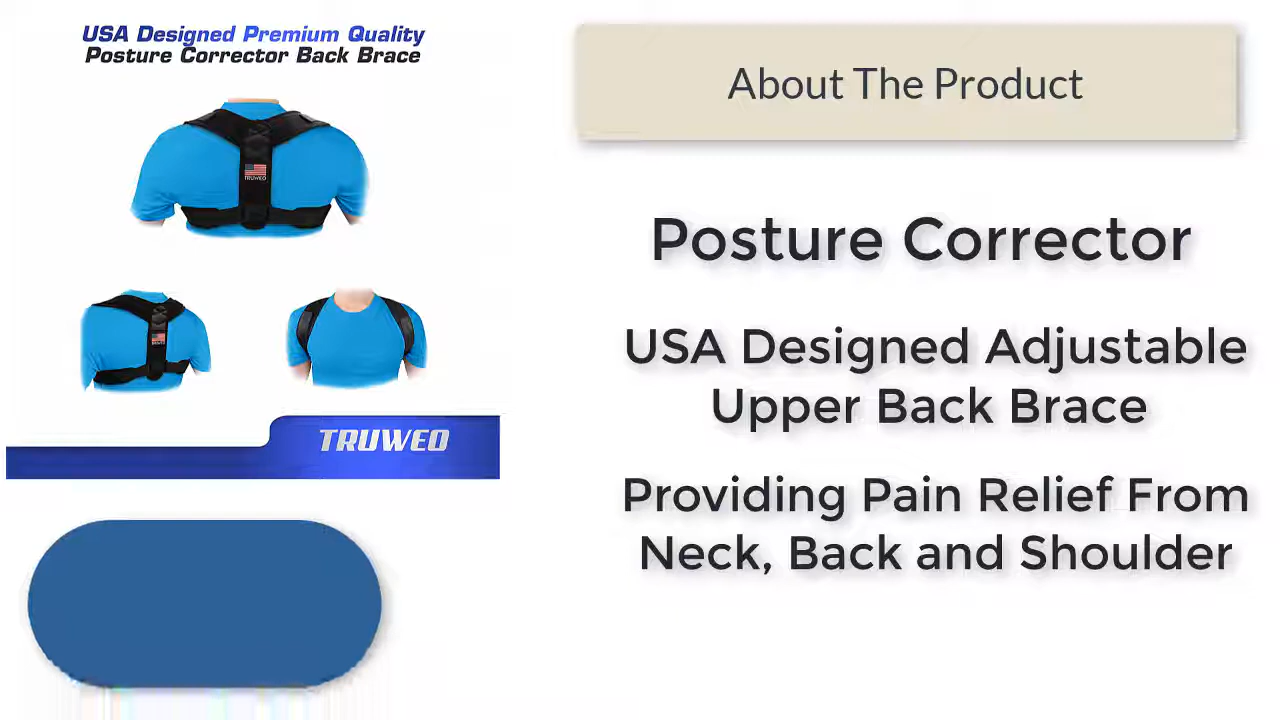 USA Designed Premium Quality
Posture Corrector Back Brace
TRUWEO
TRUWEO
About The Product
Posture Corrector
USA Designed Adjustable
Upper Back Brace
Providing Pain Relief From
Neck, Back and Shoulder